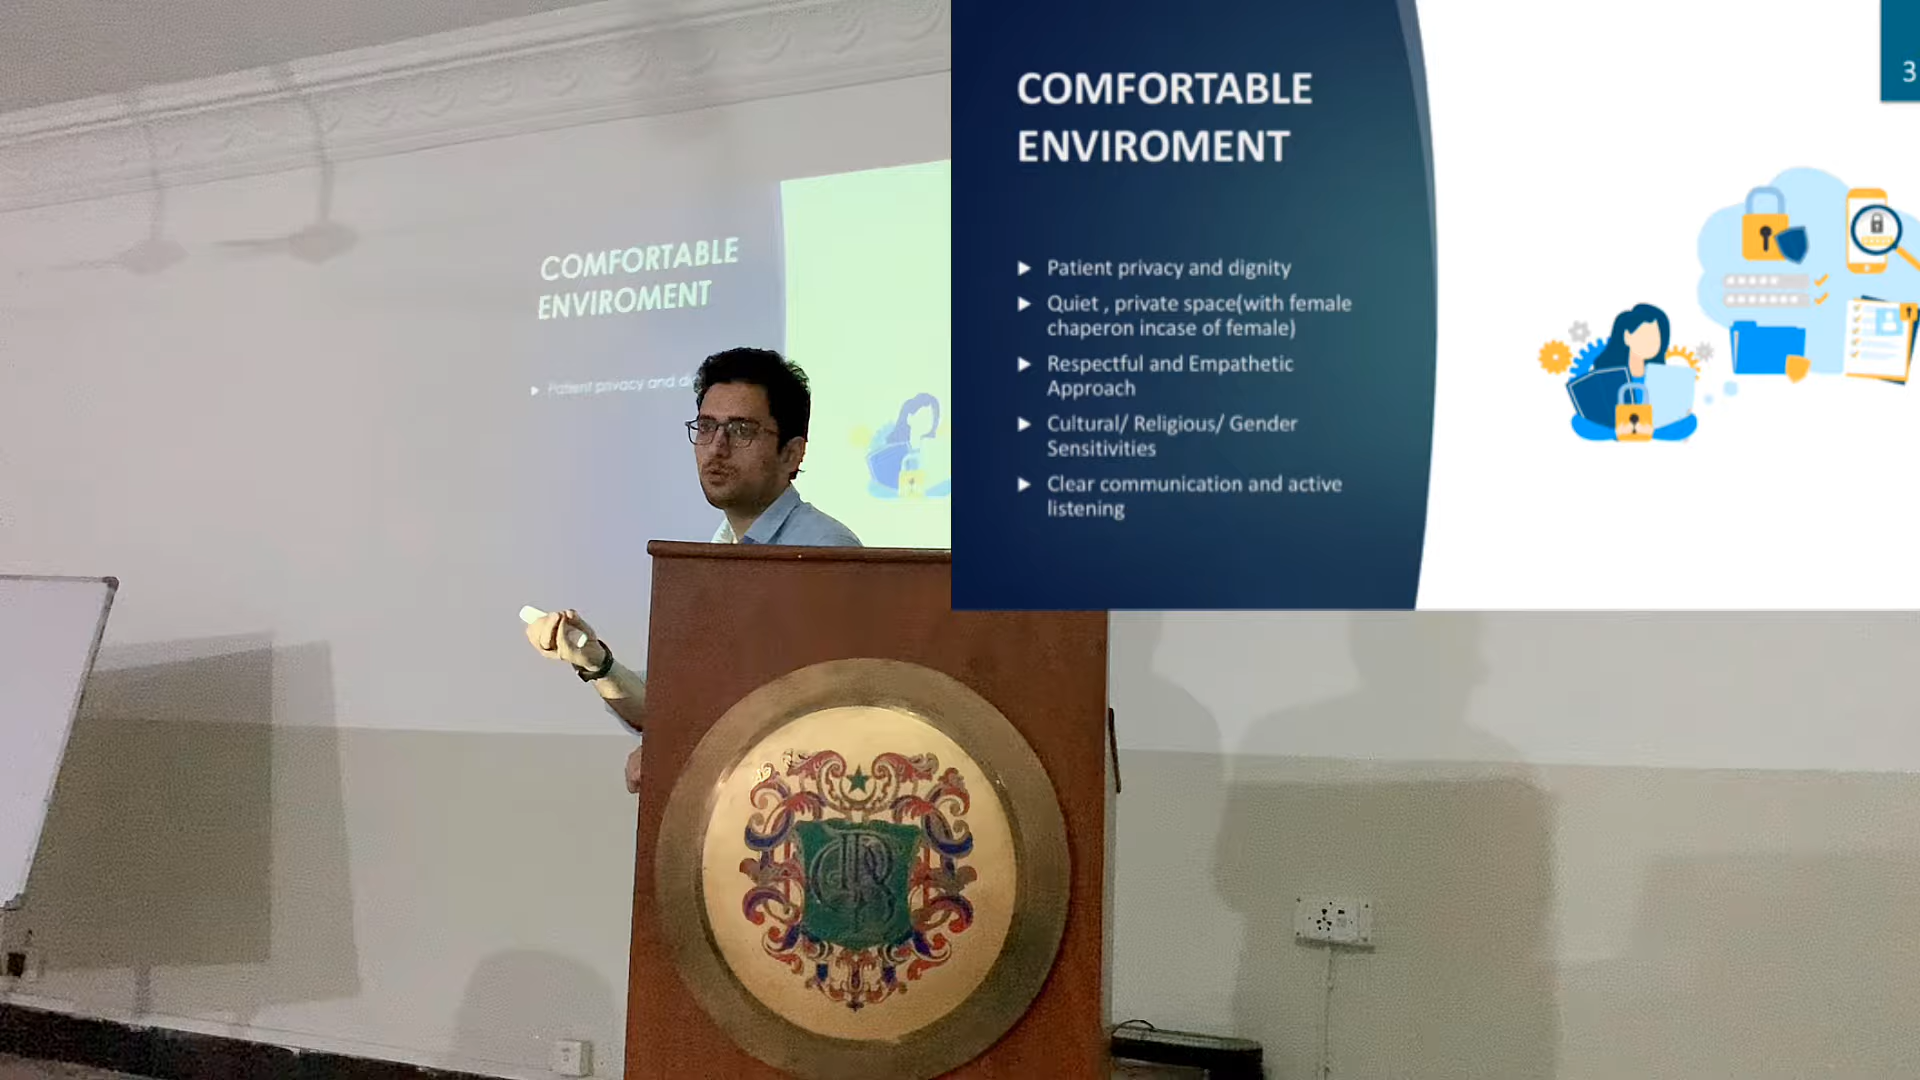 COMFORTABLE
ENVIROMENT
▶ Patient privacy and
COMFORTABLE
ENVIROMENT
▶ Patient privacy and dignity
▶ Quiet , private space(with female
chaperon incase of female)
▶ Respectful and Empathetic
Approach
▶ Cultural/ Religious/ Gender
Sensitivities
▶ Clear communication and active
listening
3